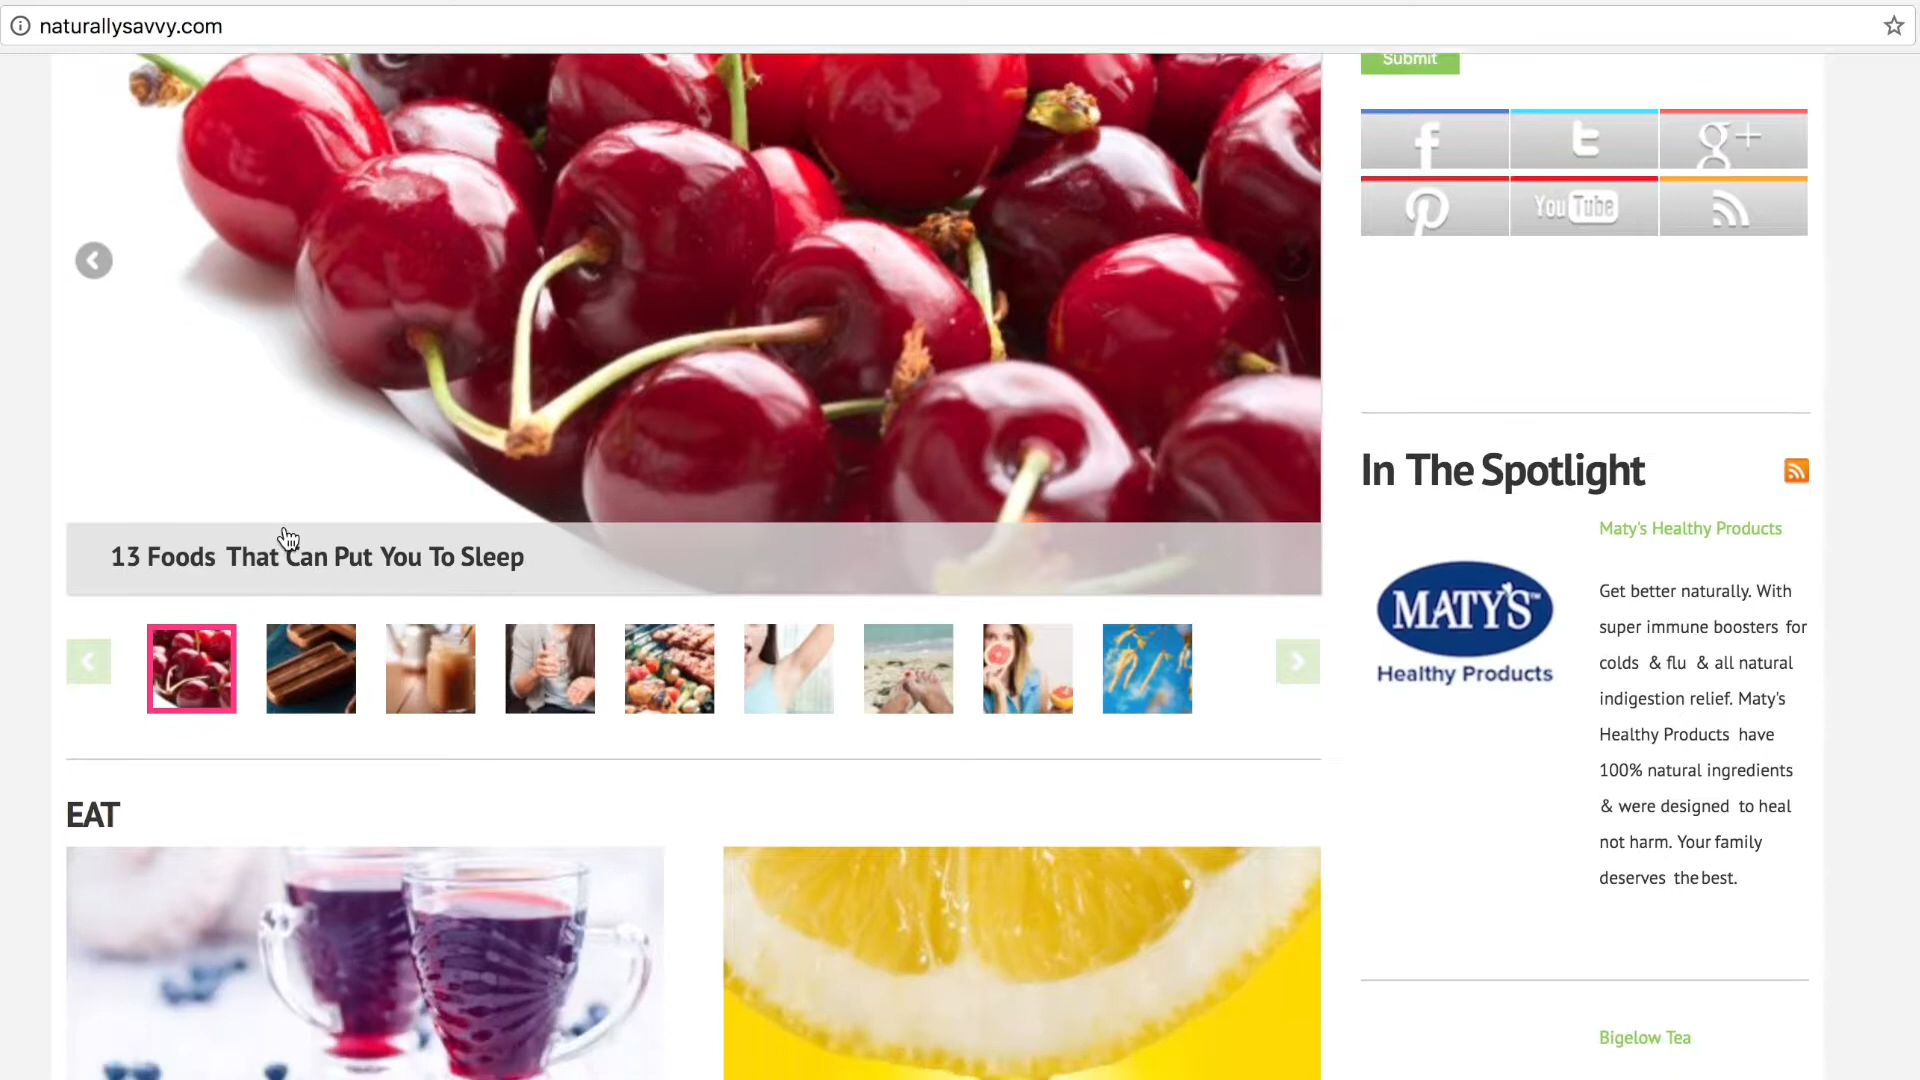 naturallysavvy.com
Submit
f
t
g+
You Tube
In The Spotlight
Maty's Healthy Products
MATY'S™
Healthy Products
Get better naturally. With
super immune boosters for
colds & flu & all natural
indigestion relief. Maty's
Healthy Products have
100% natural ingredients
& were designed to heal
not harm. Your family
deserves the best.
Bigelow Tea
13 Foods That Can Put You To Sleep
EAT